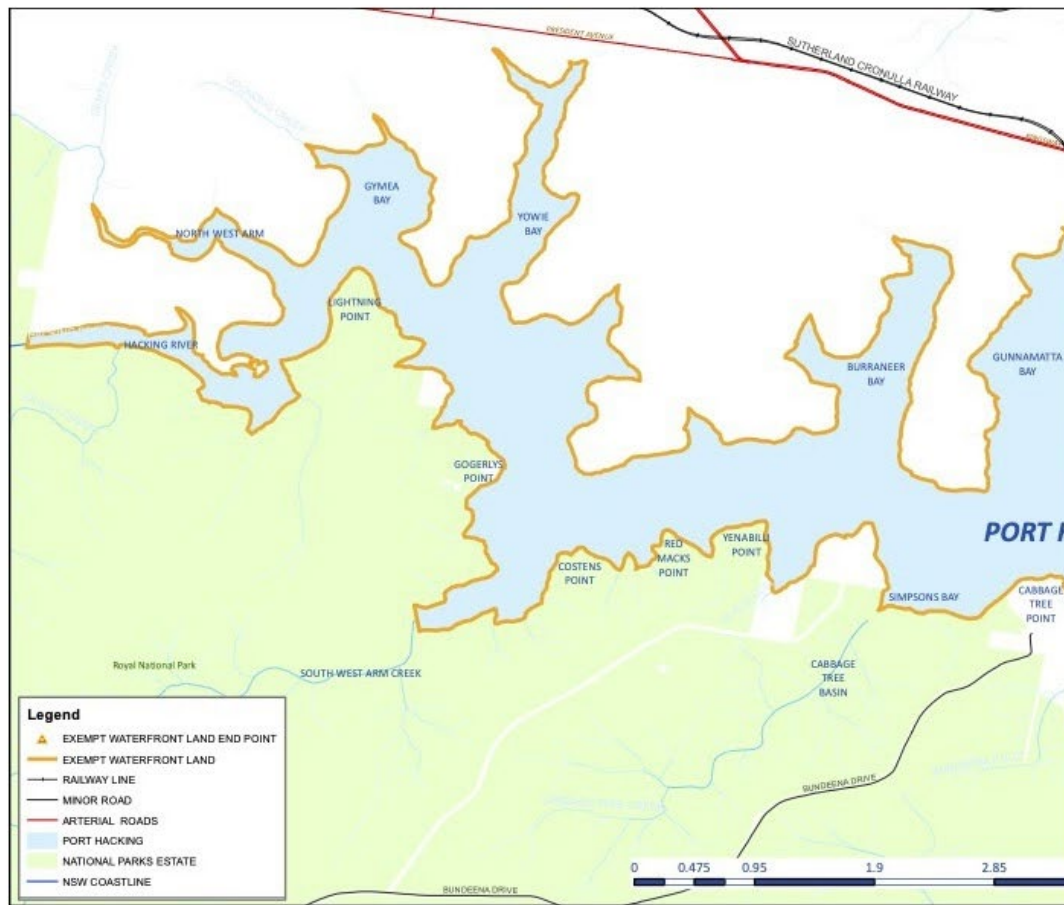 PRESIDENT AVENUE
SUTHERLAND CRONULLA RAILWAY
GYMEA
BAY
YOWIE
BAY
NORTH WEST ARM
LIGHTNING
POINT
HACKING RIVER
BURRANEER
BAY
GUNNAMATTA
BAY
GOGERLYS
POINT
PORT H
COSTENS
POINT
RED
MACKS
POINT
YENABILLI
POINT
SIMPSONS BAY
CABBAGE
TREE
POINT
Royal National Park
SOUTH WEST ARM CREEK
CABBAGE
TREE
BASIN
BUNDEENA DRIVE
BUNDEENA DRIVE
Legend
EXEMPT WATERFRONT LAND END POINT
EXEMPT WATERFRONT LAND
RAILWAY LINE
MINOR ROAD
ARTERIAL ROADS
PORT HACKING
NATIONAL PARKS ESTATE
NSW COASTLINE
0 0.475 0.95 1.9 2.85